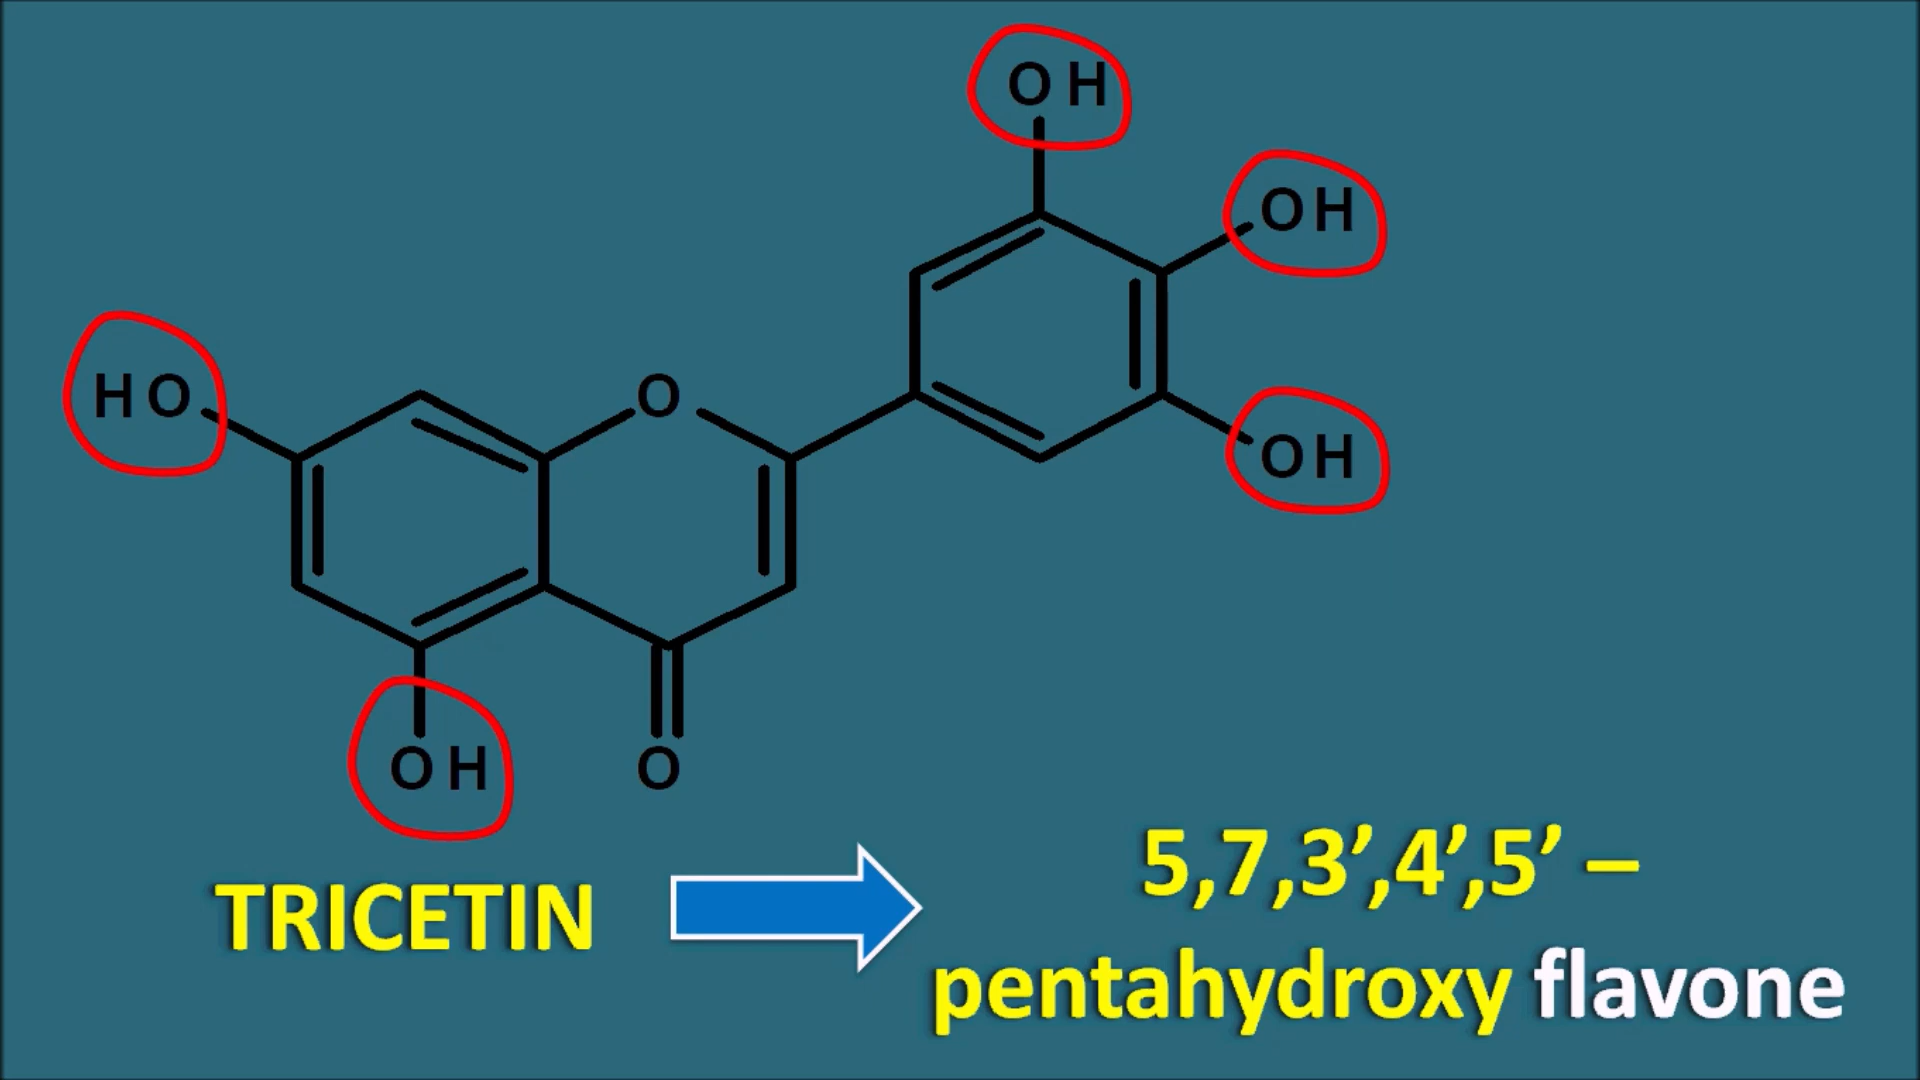 OH
OH
HO
O
OH
OH
O
TRICETIN
5,7,3’,4’,5’ –
pentahydroxy flavone